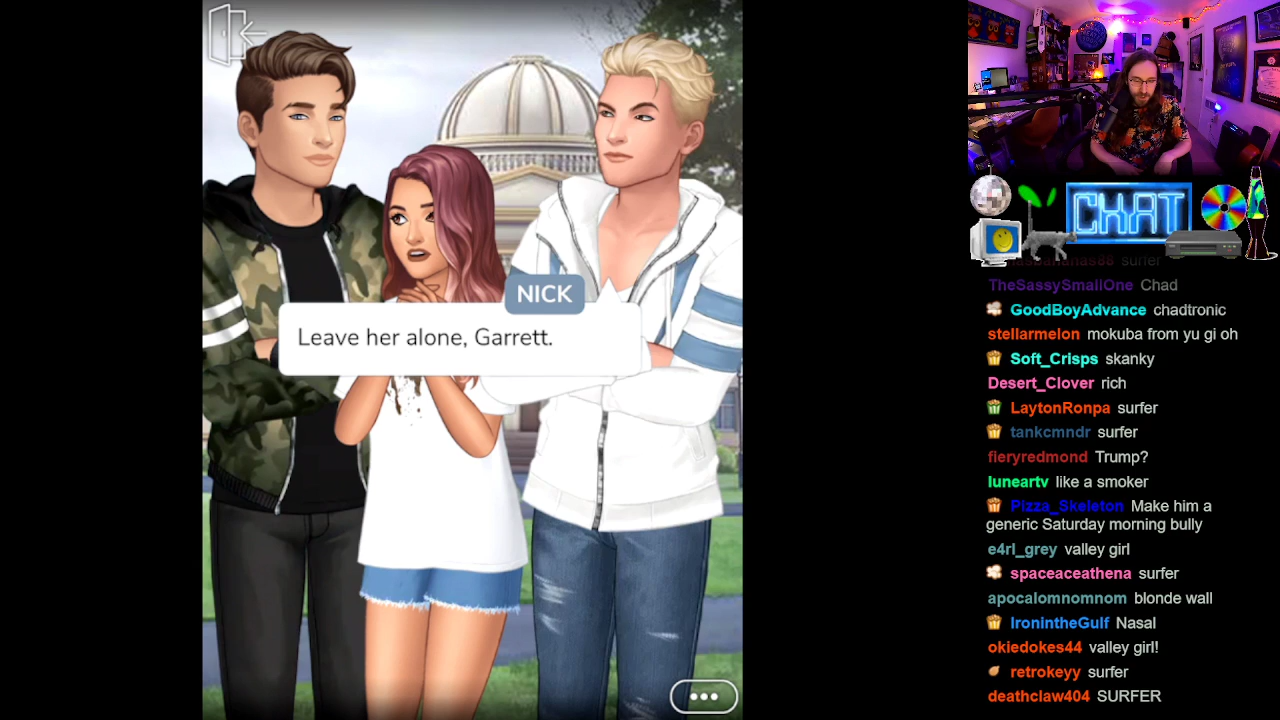 NICK
Leave her alone, Garrett.
CHAT
surfer
TheSassySmallOne Chad
GoodBoyAdvance chadtronic
stellarmelon mokuba from yu gi oh
Soft_Crisps skanky
Desert_Clover rich
LaytonRonpa surfer
tankcmndr surfer
fieryredmond Trump?
luneartv like a smoker
Pizza_Skeleton Make him a
generic Saturday morning bully
e4rl_grey valley girl
spaceaceathena surfer
apocalomnomnom blonde wall
IronintheGulf Nasal
okiedokes44 valley girl!
retrokeyy surfer
deathclaw404 SURFER